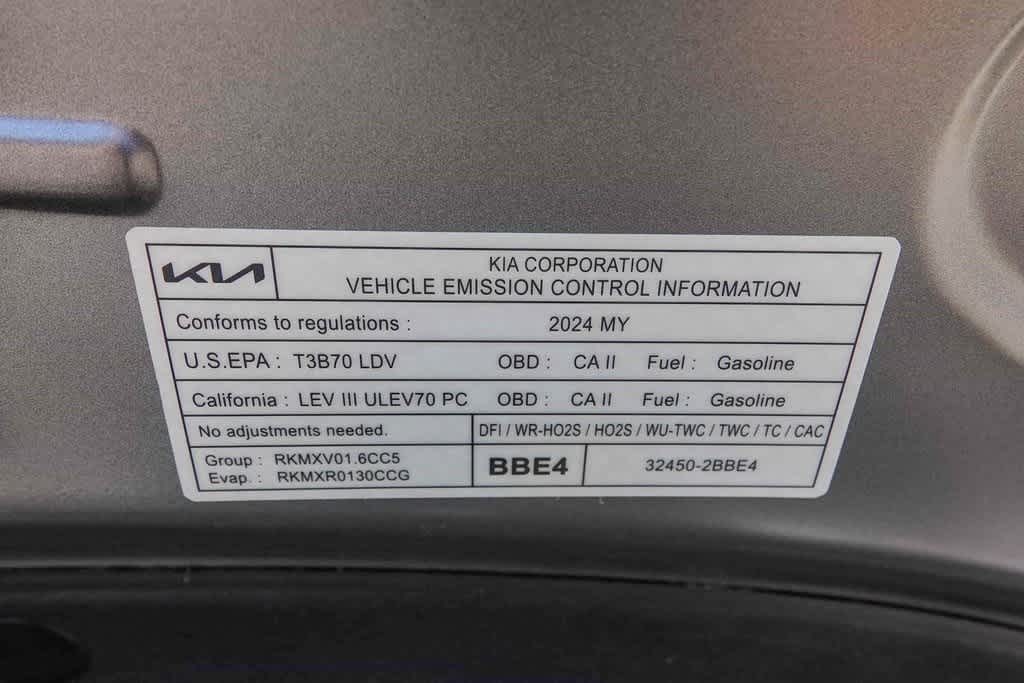 KIA
KIA CORPORATION
VEHICLE EMISSION CONTROL INFORMATION
Conforms to regulations : 2024 MY
U.S.EPA : T3B70 LDV OBD : CA II Fuel : Gasoline
California : LEV III ULEV70 PC OBD : CA II Fuel : Gasoline
No adjustments needed. DFI / WR-HO2S / HO2S / WU-TWC / TWC / TC / CAC
Group : RKMXV01.6CC5
Evap. : RKMXR0130CCG
BBE4 32450-2BBE4